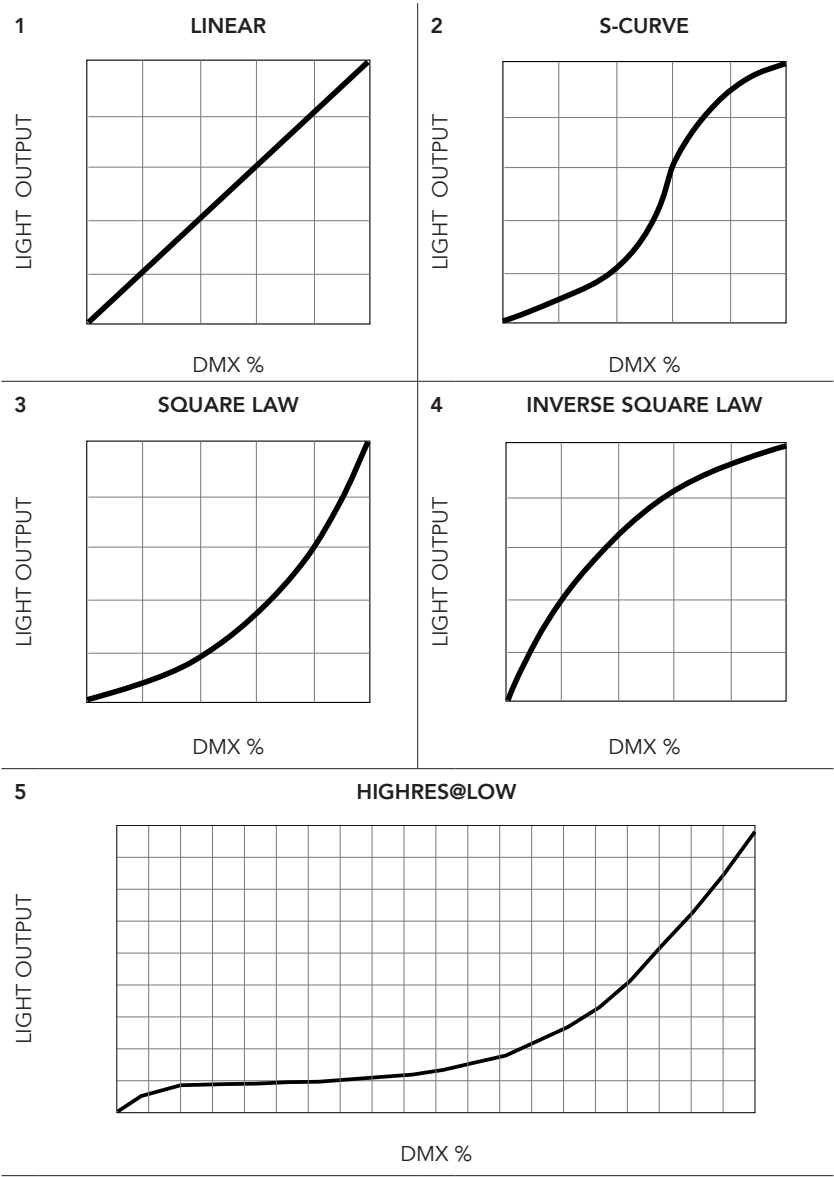 1 LINEAR
LIGHT OUTPUT
DMX %
2 S-CURVE
LIGHT OUTPUT
DMX %
3 SQUARE LAW
LIGHT OUTPUT
DMX %
4 INVERSE SQUARE LAW
LIGHT OUTPUT
DMX %
5 HIGHRES@LOW
LIGHT OUTPUT
DMX %